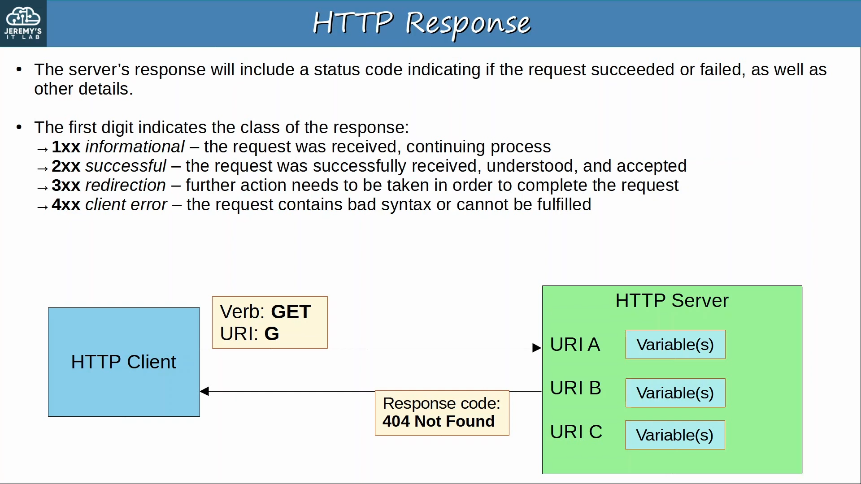 JEREMY'S
IT LAB
HTTP Response
• The server's response will include a status code indicating if the request succeeded or failed, as well as
other details.
• The first digit indicates the class of the response:
→1xx informational – the request was received, continuing process
→2xx successful – the request was successfully received, understood, and accepted
→3xx redirection – further action needs to be taken in order to complete the request
→4xx client error – the request contains bad syntax or cannot be fulfilled
HTTP Client
Verb: GET
URI: G
Response code:
404 Not Found
HTTP Server
URI A Variable(s)
URI B Variable(s)
URI C Variable(s)